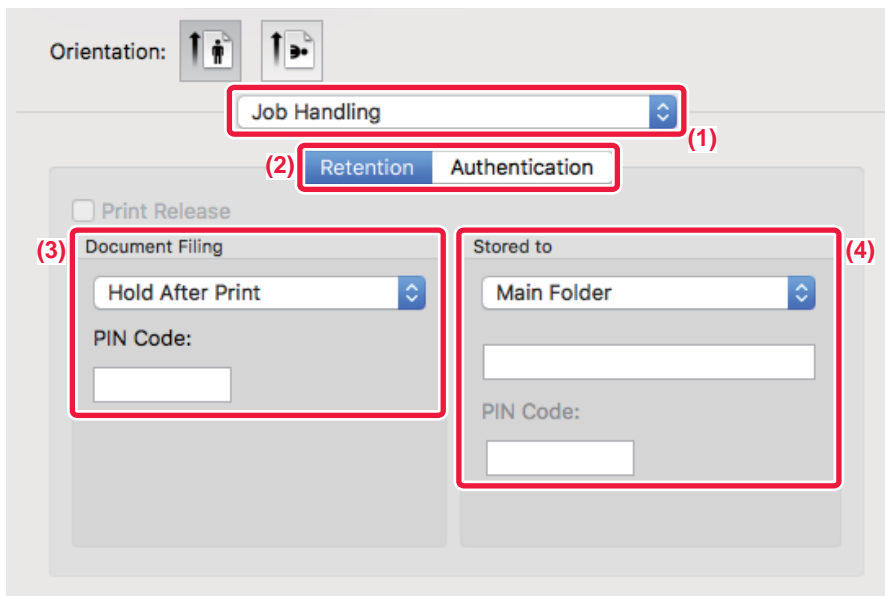 Orientation:
Job Handling
(1)
(2) Retention Authentication
Print Release
(3) Document Filing
Hold After Print
PIN Code:
Stored to (4)
Main Folder
PIN Code: